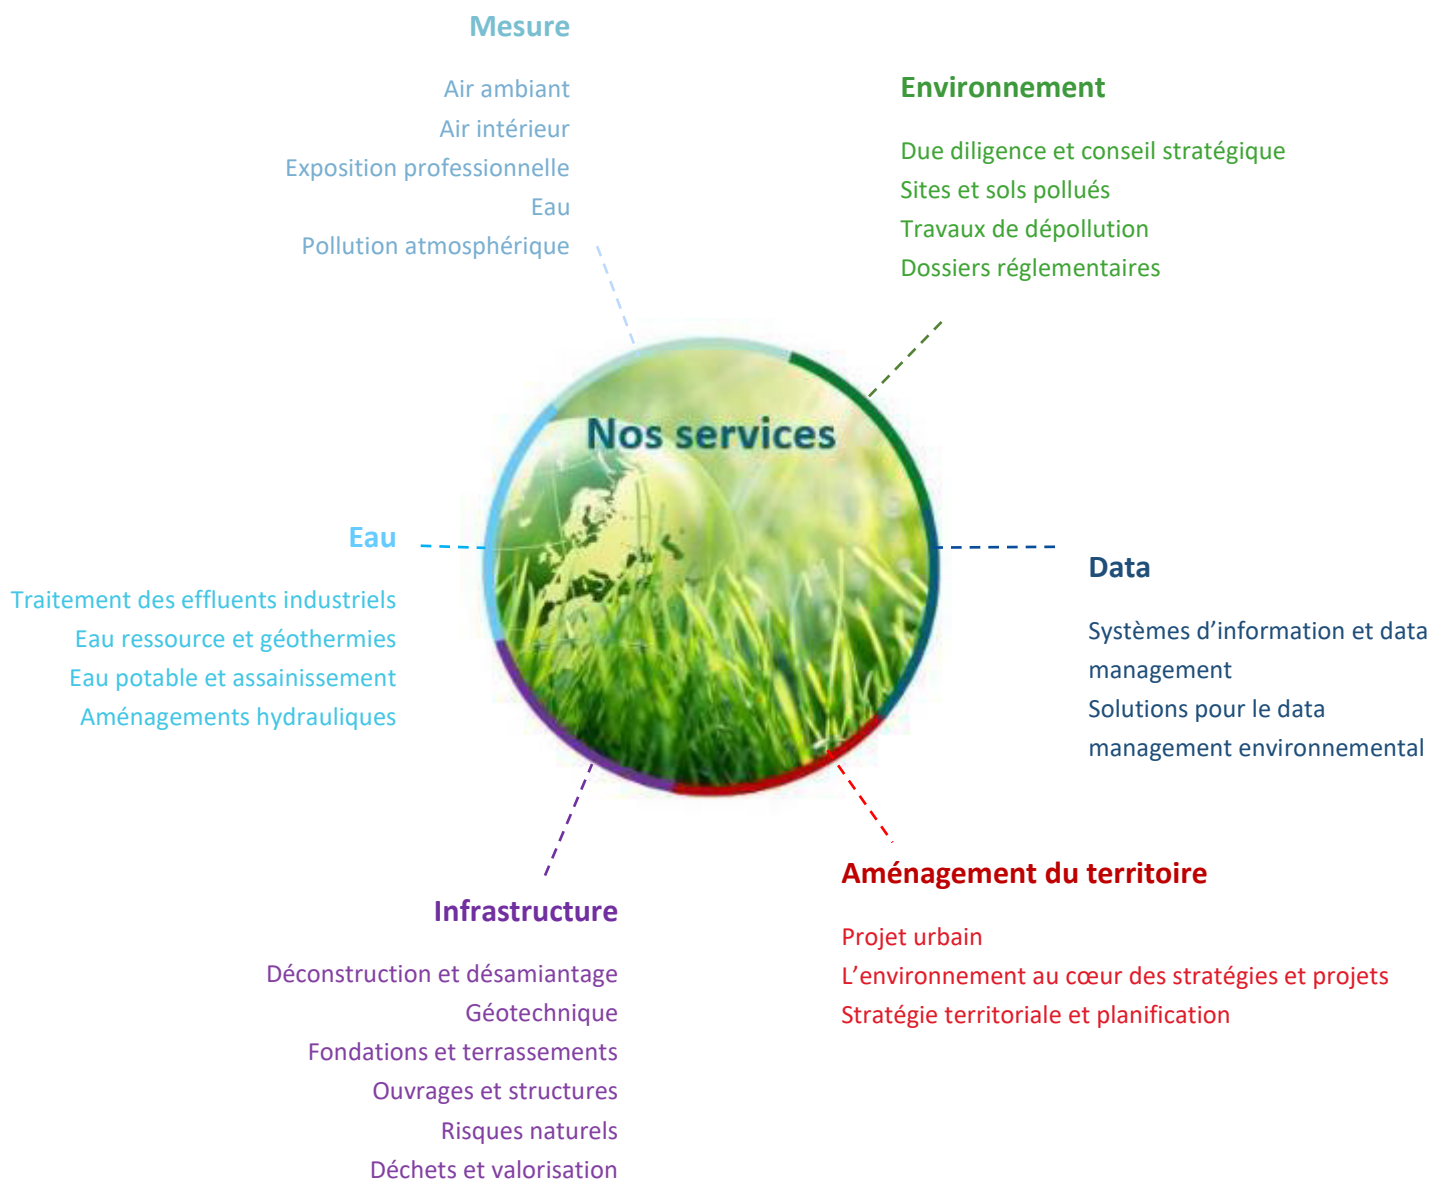 Mesure
Air ambiant
Air intérieur
Exposition professionnelle
Eau
Pollution atmosphérique
Environnement
Due diligence et conseil stratégique
Sites et sols pollués
Travaux de dépollution
Dossiers réglementaires
Nos services
Eau
Traitement des effluents industriels
Eau ressource et géothermies
Eau potable et assainissement
Aménagements hydrauliques
Data
Systèmes d’information et data
management
Solutions pour le data
management environnemental
Infrastructure
Déconstruction et désamiantage
Géotechnique
Fondations et terrassements
Ouvrages et structures
Risques naturels
Déchets et valorisation
Aménagement du territoire
Projet urbain
L’environnement au cœur des stratégies et projets
Stratégie territoriale et planification